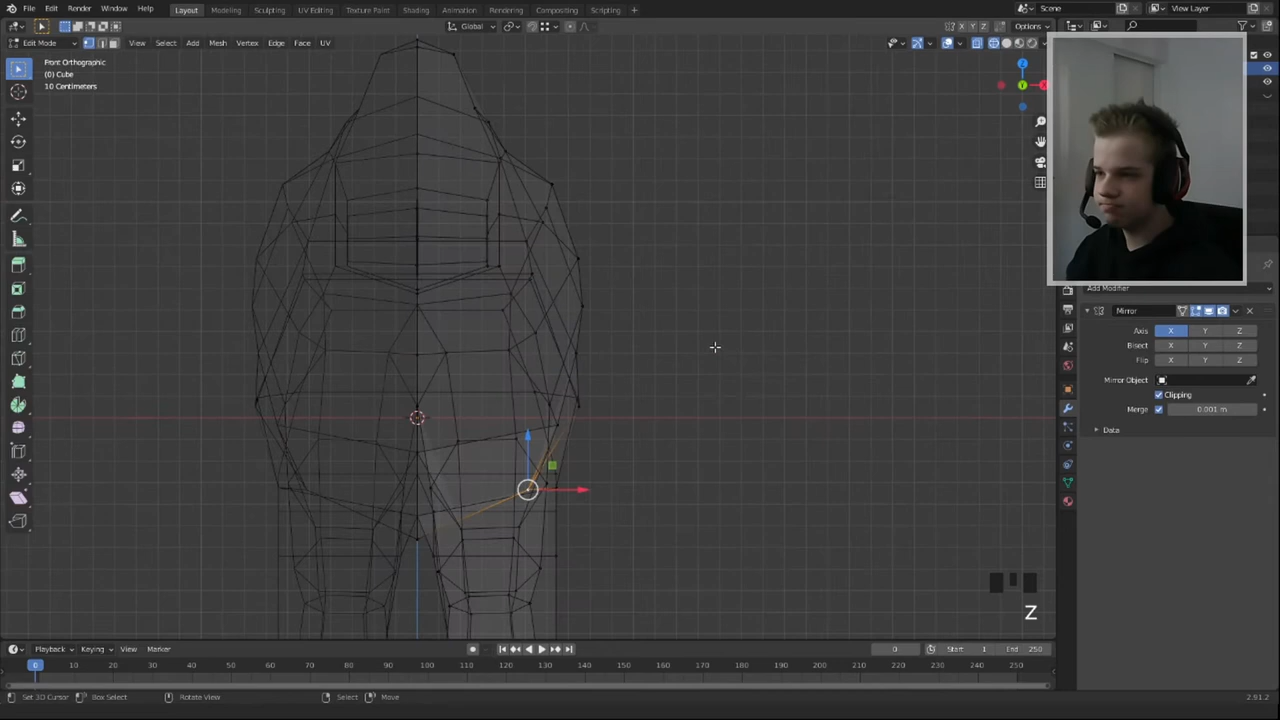 File Edit Render Window Help Layout Modeling Sculpting UV Editing Texture Paint Shading Animation Rendering Compositing Scripting + Scene View Layer
Global Options
Edit Mode View Select Add Mesh Vertex Edge Face UV X Y Z
Front Orthographic
(0) Cube
10 Centimeters
Z
X
Y
Add Modifier
Mirror
Axis X Y Z
Bisect X Y Z
Flip X Y Z
Mirror Object
Clipping
Merge 0.001 m
Data
Z
Playback Keying View Marker 0 Start 1 End 250
0 10 20 30 40 50 60 70 80 90 100 110 120 130 140 150 160 170 180 190 200 210 220 230 240 250
Set 3D Cursor Box Select Rotate View Select Move 2.91.2